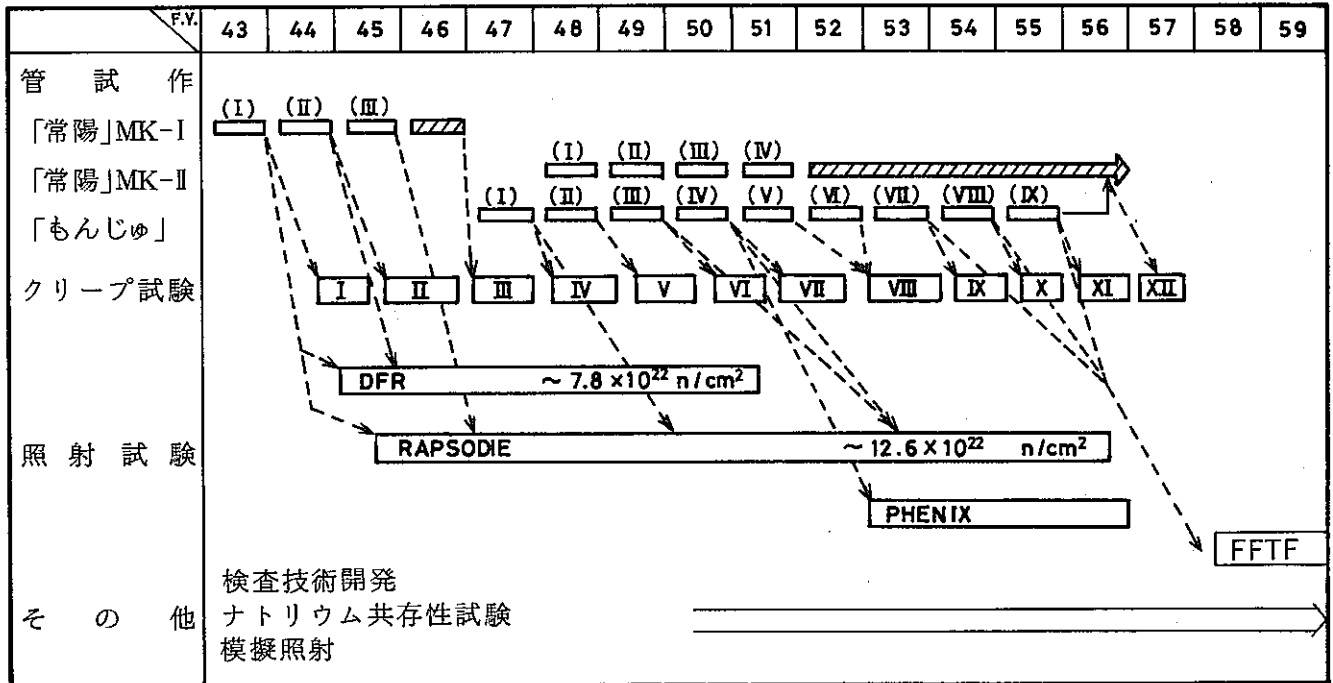 F.Y. 43 44 45 46 47 48 49 50 51 52 53 54 55 56 57 58 59
管試作
(I) (II) (III)
「常陽」MK-I
(I) (II) (III) (IV)
「常陽」MK-II
(I) (II) (III) (IV) (V) (VI) (VII) (VIII) (IX)
「もんじゅ」
クリープ試験 I II III IV V VI VII VIII IX X XI XII
DFR ~ 7.8 × 10²² n/cm²
照射試験 RAPSODIE ~ 12.6 × 10²² n/cm²
PHENIX
FFTF
検査技術開発
その他 ナトリウム共存性試験
模擬照射